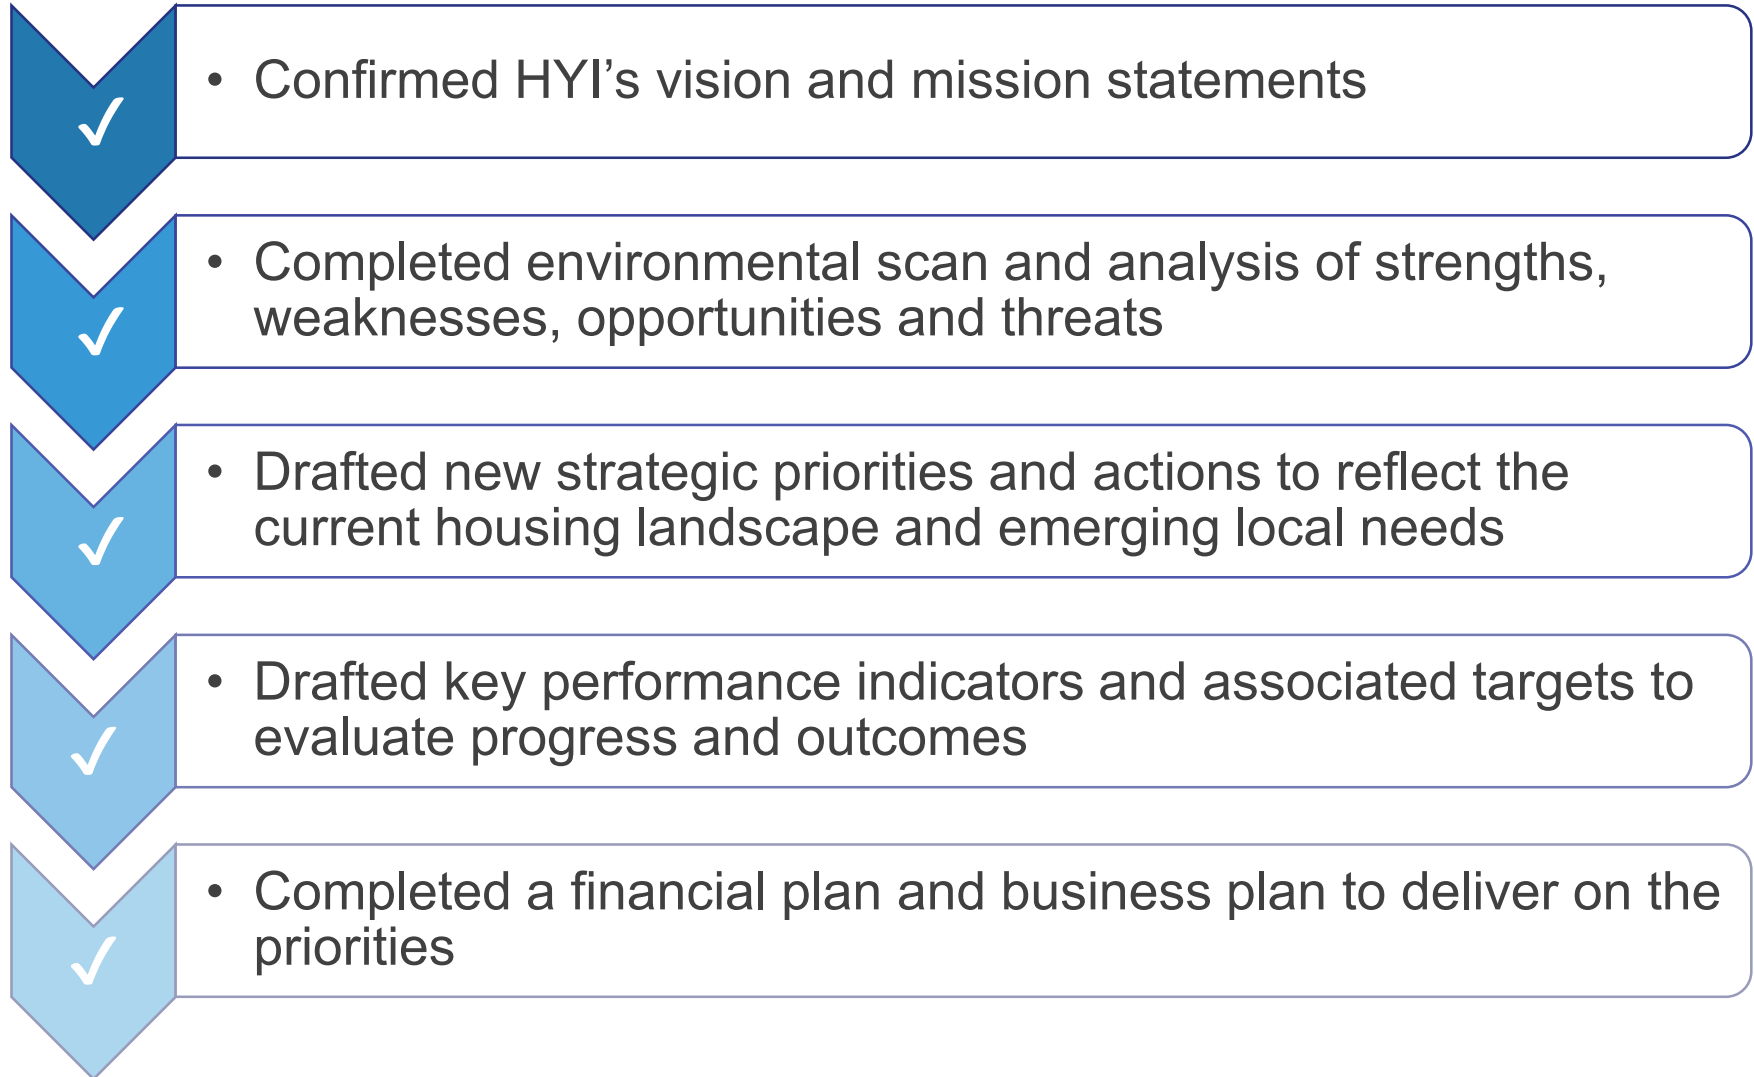 ✓
• Confirmed HYI’s vision and mission statements
✓
• Completed environmental scan and analysis of strengths,
weaknesses, opportunities and threats
✓
• Drafted new strategic priorities and actions to reflect the
current housing landscape and emerging local needs
✓
• Drafted key performance indicators and associated targets to
evaluate progress and outcomes
✓
• Completed a financial plan and business plan to deliver on the
priorities